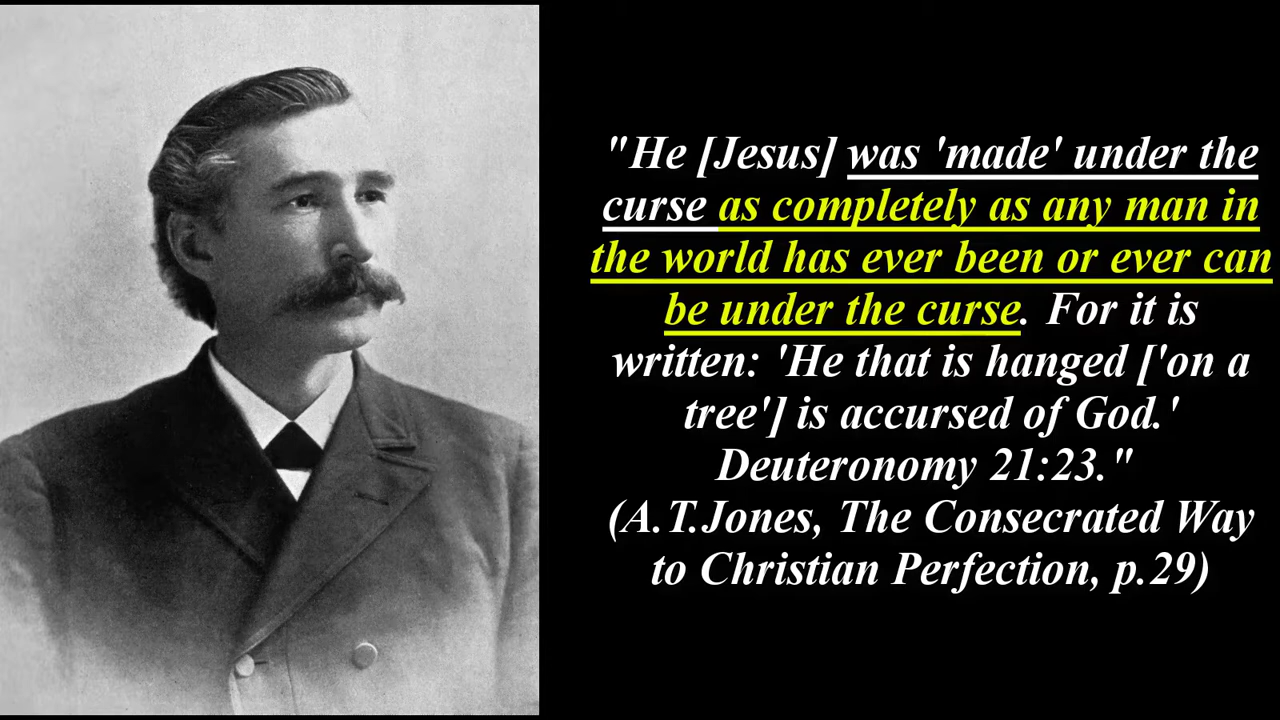 "He [Jesus] was 'made' under the
curse as completely as any man in
the world has ever been or ever can
be under the curse. For it is
written: 'He that is hanged ['on a
tree'] is accursed of God.'
Deuteronomy 21:23."
(A.T.Jones, The Consecrated Way
to Christian Perfection, p.29)